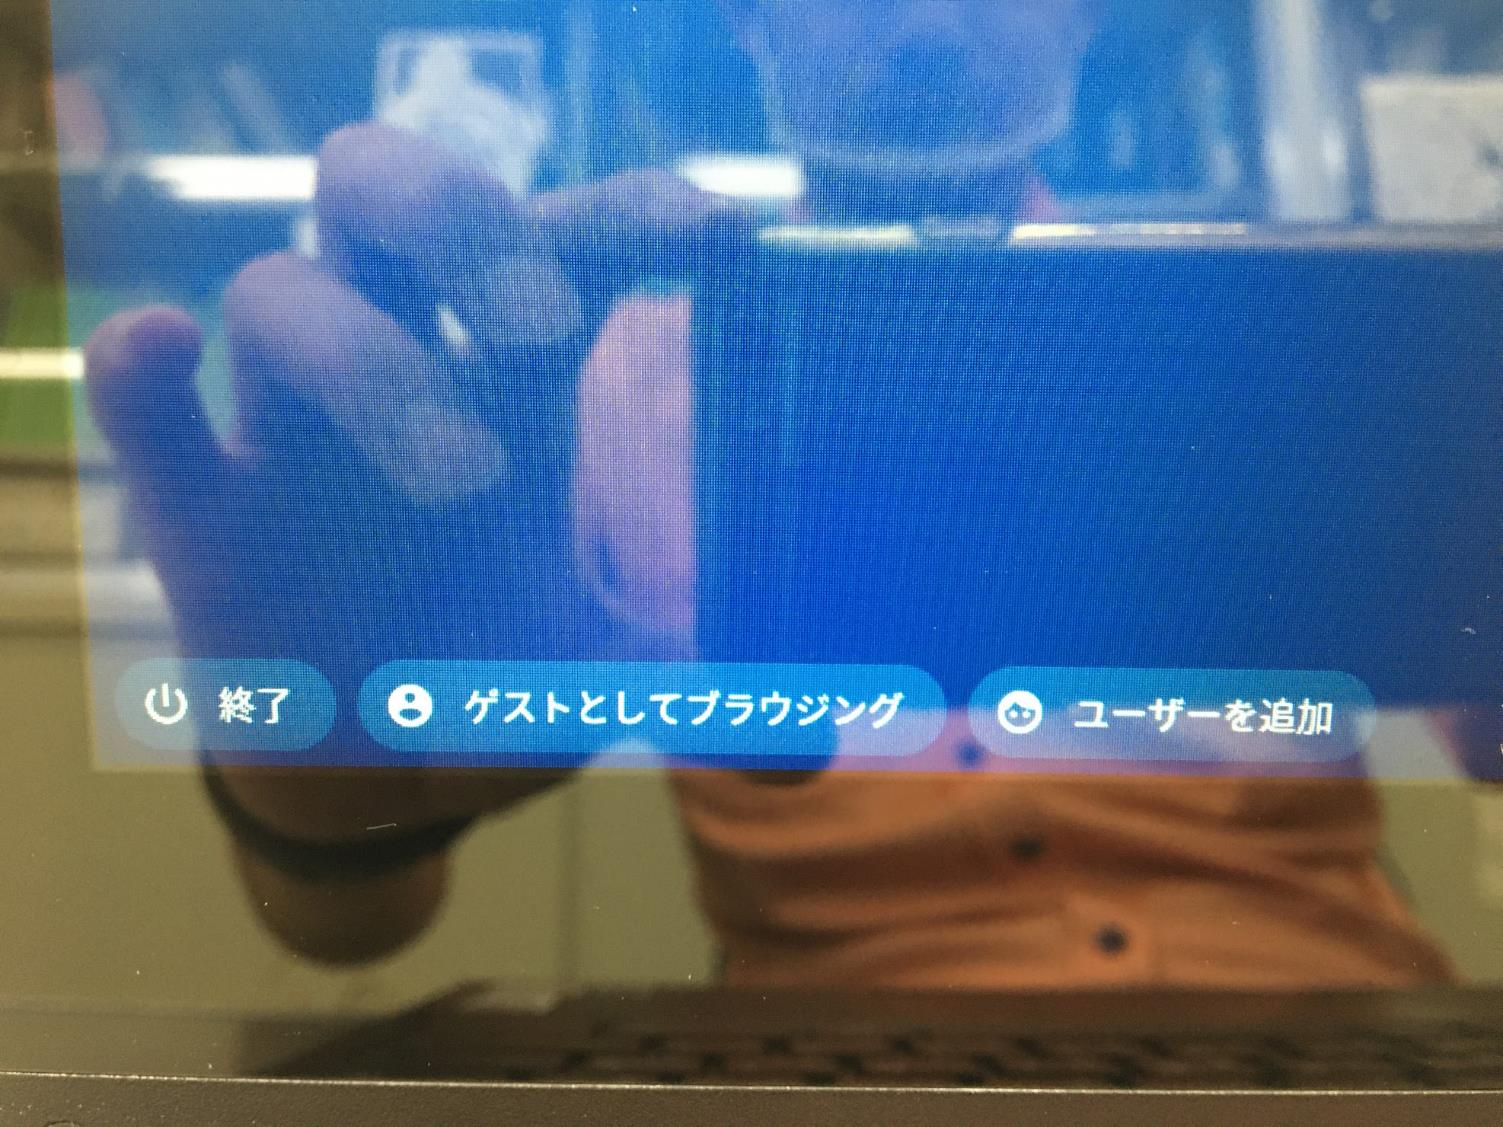 終了
ゲストとしてブラウジング
ユーザーを追加